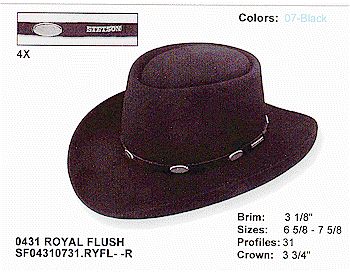 Colors: 07-Black
STETSON
4X
0431 ROYAL FLUSH
SF04310731.RYFL- -R
Brim: 3 1/8"
Sizes: 6 5/8 - 7 5/8
Profiles: 31
Crown: 3 3/4"